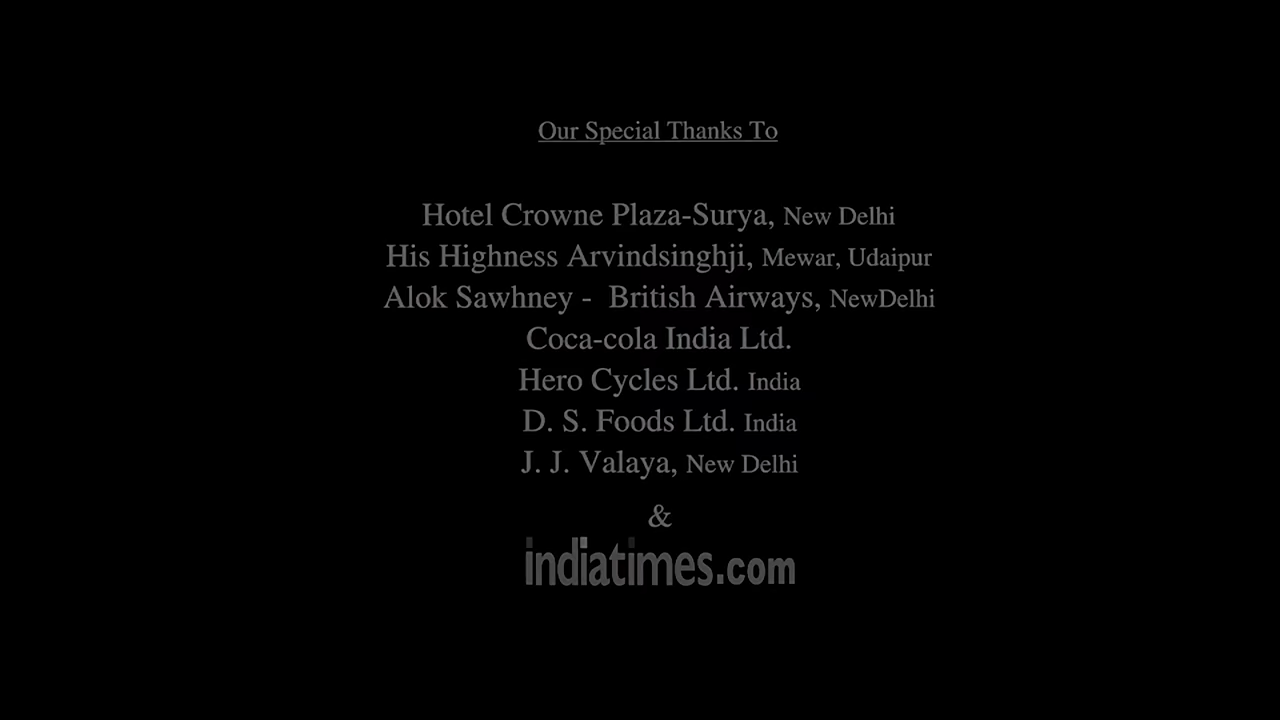 Our Special Thanks To
Hotel Crowne Plaza-Surya, New Delhi
His Highness Arvindsinghji, Mewar, Udaipur
Alok Sawhney - British Airways, NewDelhi
Coca-cola India Ltd.
Hero Cycles Ltd. India
D. S. Foods Ltd. India
J. J. Valaya, New Delhi
&
indiatimes.com